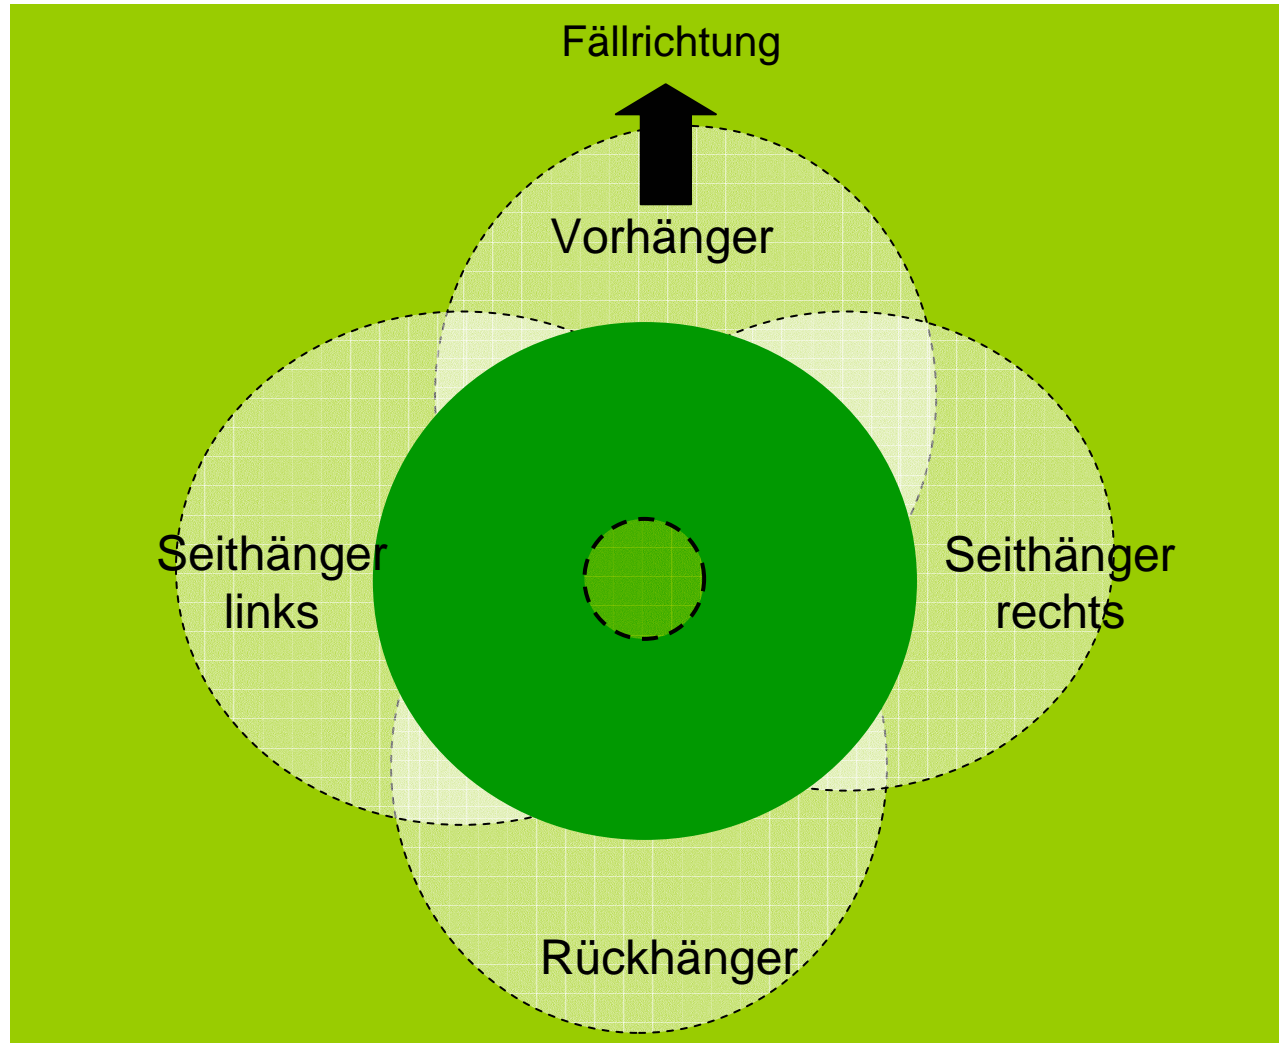 Fällrichtung
Vorhänger
Seithänger
links
Seithänger
rechts
Rückhänger